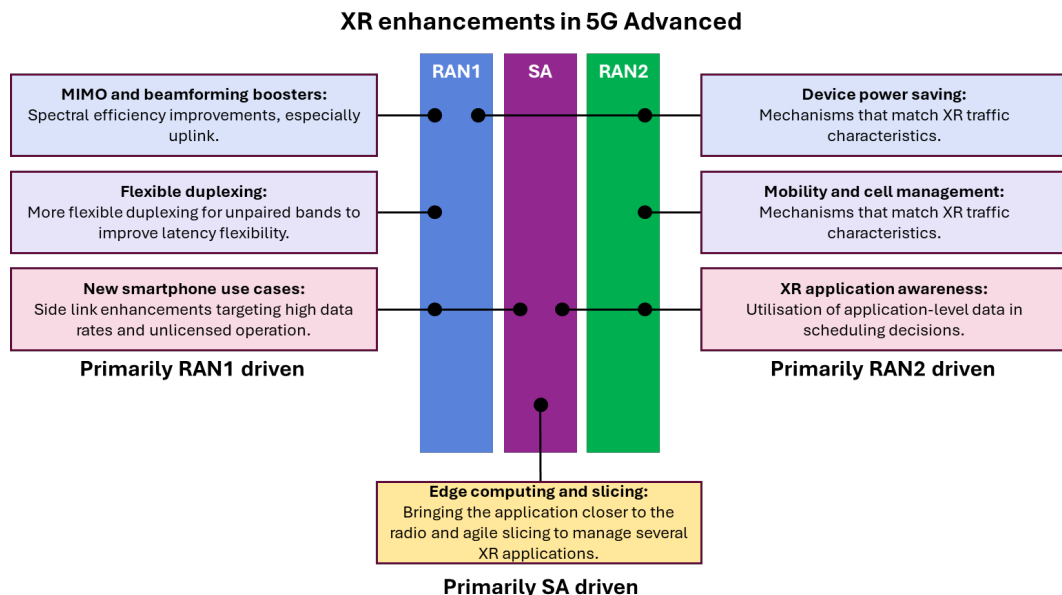 XR enhancements in 5G Advanced
RAN1
SA
RAN2
MIMO and beamforming boosters:
Spectral efficiency improvements, especially
uplink.
Flexible duplexing:
More flexible duplexing for unpaired bands to
improve latency flexibility.
New smartphone use cases:
Side link enhancements targeting high data
rates and unlicensed operation.
Primarily RAN1 driven
Device power saving:
Mechanisms that match XR traffic
characteristics.
Mobility and cell management:
Mechanisms that match XR traffic
characteristics.
XR application awareness:
Utilisation of application-level data in
scheduling decisions.
Primarily RAN2 driven
Edge computing and slicing:
Bringing the application closer to the
radio and agile slicing to manage several
XR applications.
Primarily SA driven